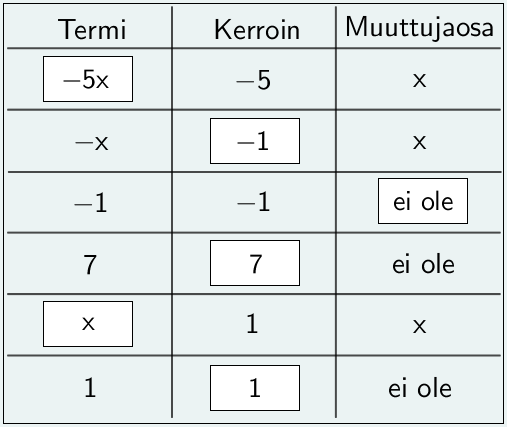 Termi Kerroin Muuttujaosa
−5x −5 x
−x −1 x
−1 −1 ei ole
7 7 ei ole
x 1 x
1 1 ei ole